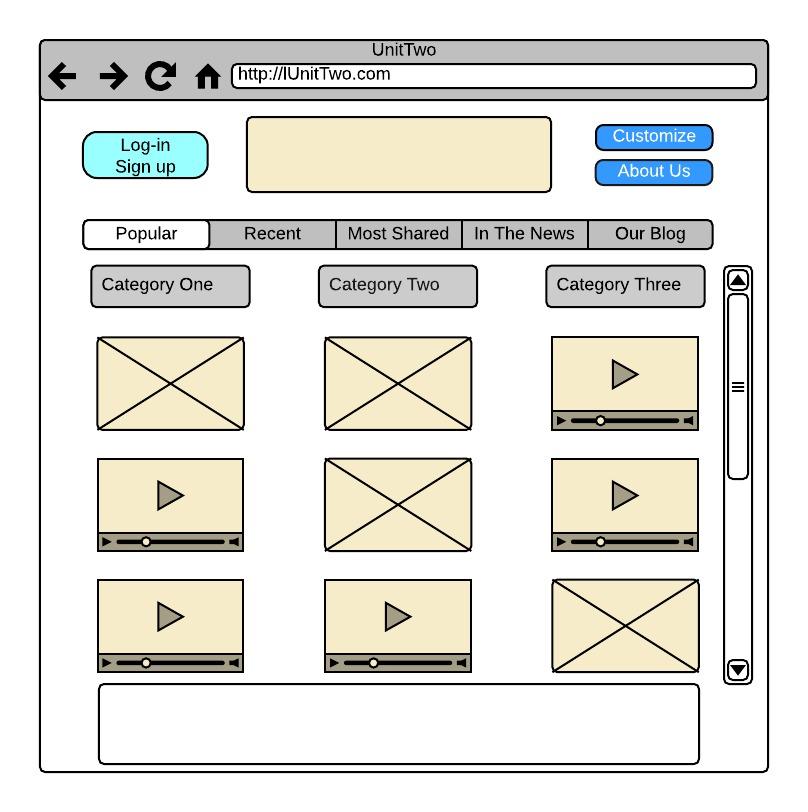 UnitTwo
http://lUnitTwo.com
Log-in
Sign up
Customize
About Us
Popular Recent Most Shared In The News Our Blog
Category One Category Two Category Three